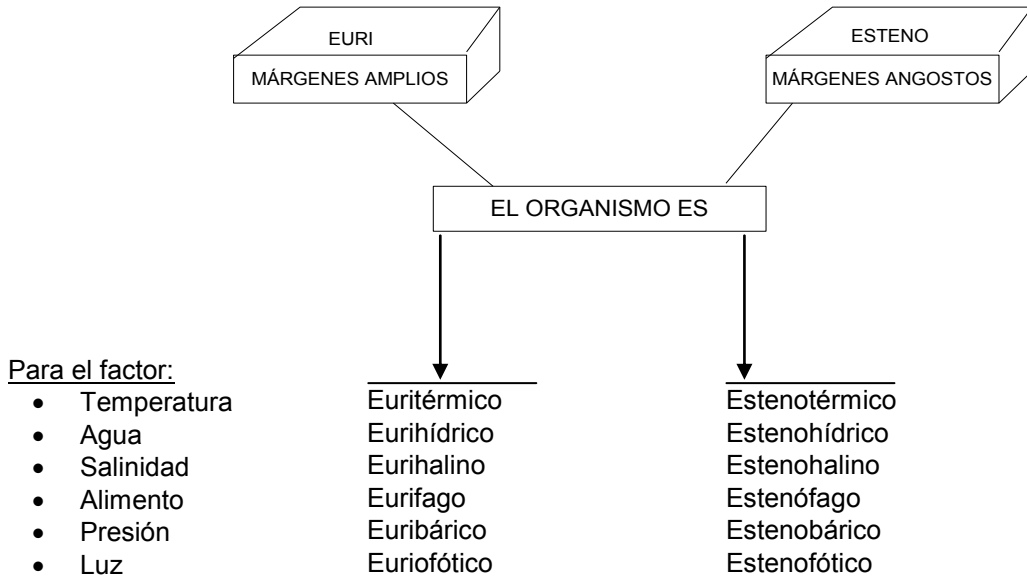 EURI
ESTENO
MÁRGENES AMPLIOS
MÁRGENES ANGOSTOS
EL ORGANISMO ES
Para el factor:
• Temperatura Euritérmico Estenotérmico
• Agua Eurihídrico Estenohídrico
• Salinidad Eurihalino Estenohalino
• Alimento Eurifago Estenófago
• Presión Euribárico Estenobárico
• Luz Euriofótico Estenofótico